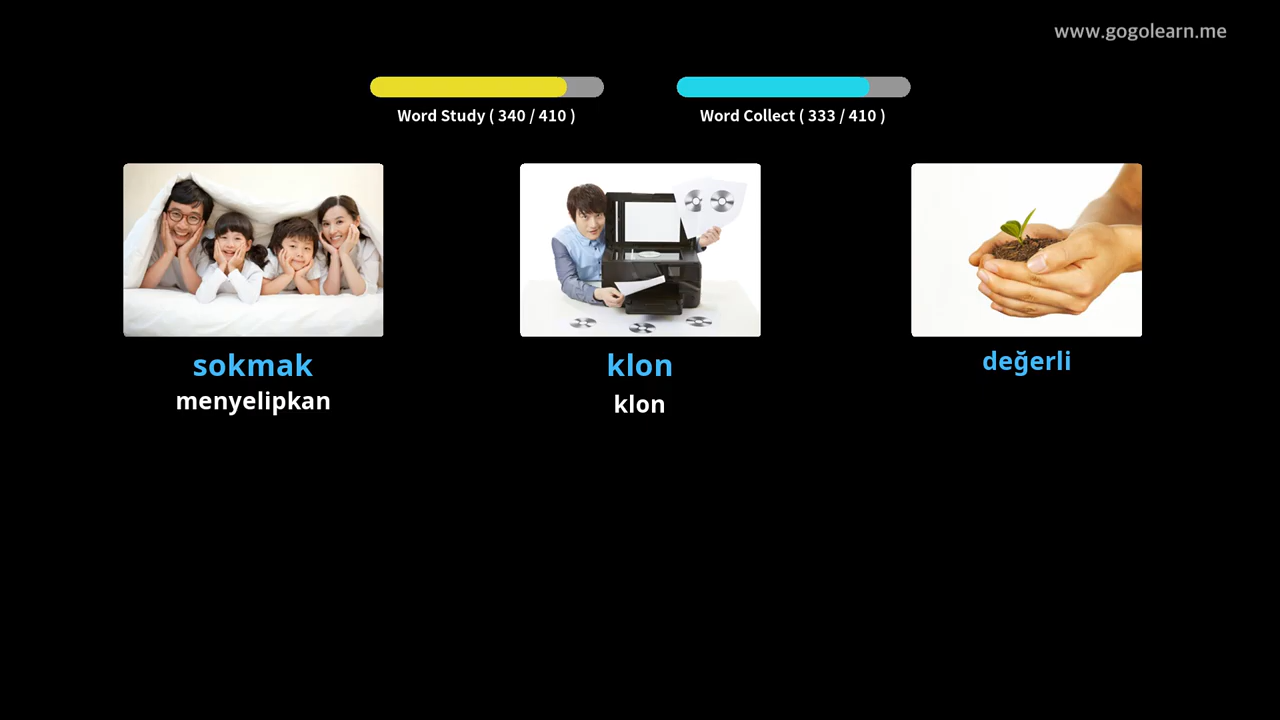 www.gogolearn.me
Word Study ( 340 / 410 )
Word Collect ( 333 / 410 )
sokmak
menyelipkan
klon
klon
değerli